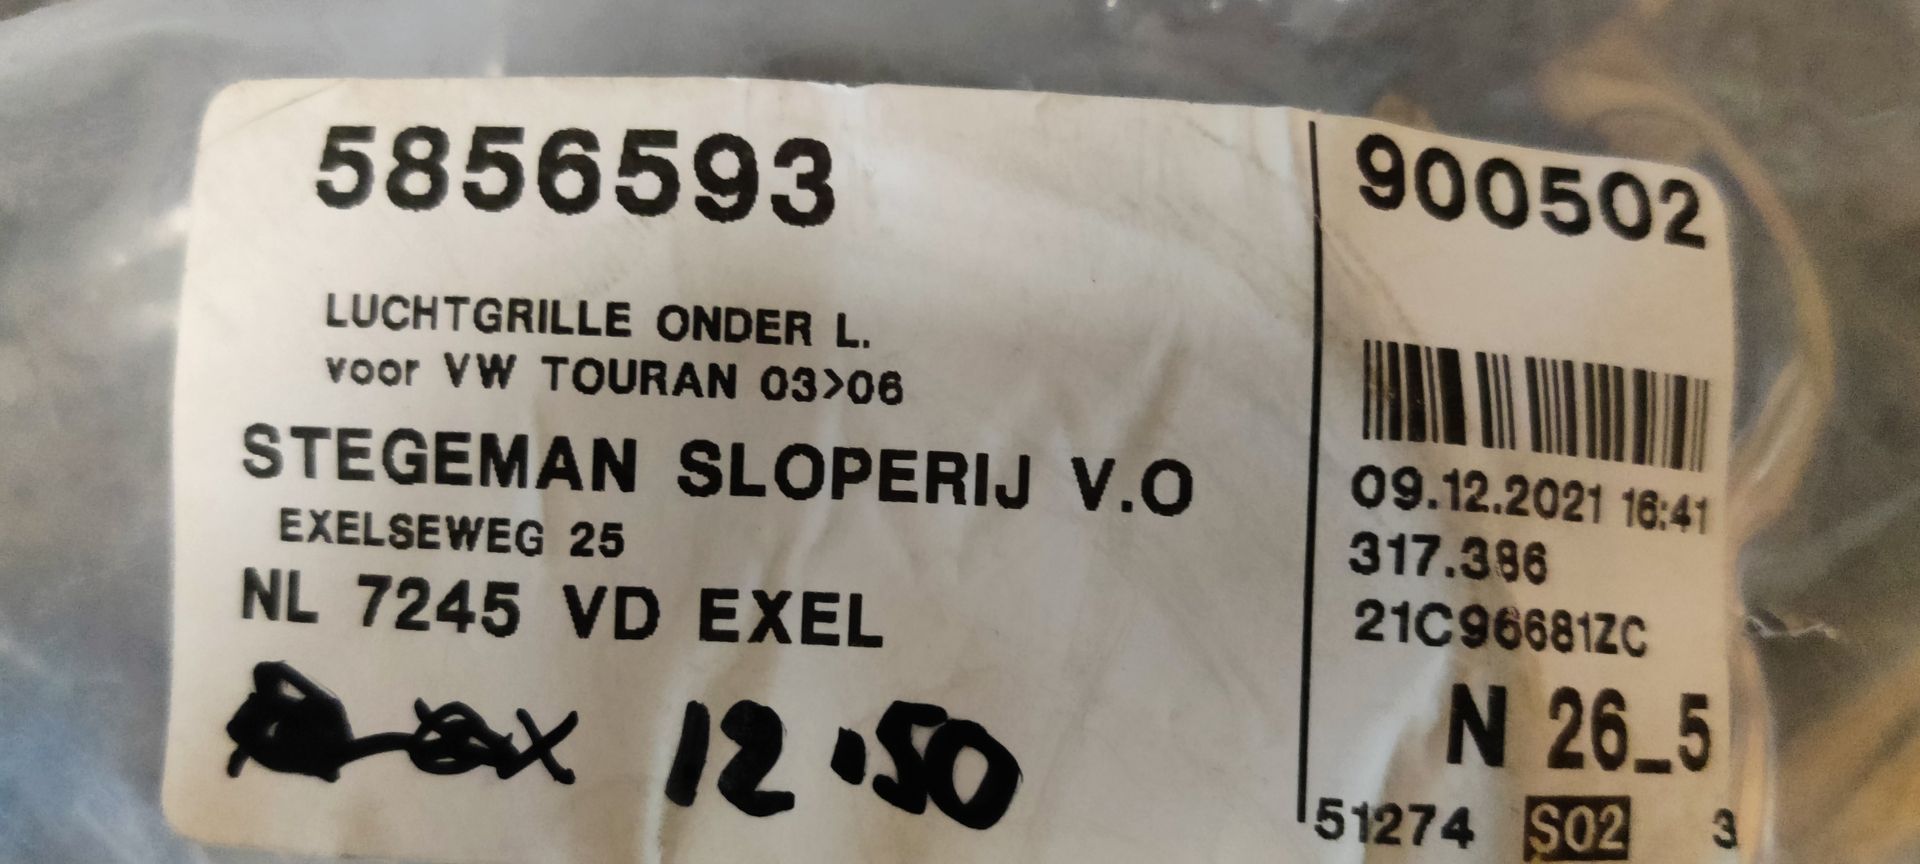 5856593
LUCHTGRILLE ONDER L.
voor VW TOURAN 03>06
STEGEMAN SLOPERIJ V.O
EXELSEWEG 25
NL 7245 VD EXEL
12.50
900502
09.12.2021 16:41
317.386
21C96681ZC
N 26_5
51274 S02 3